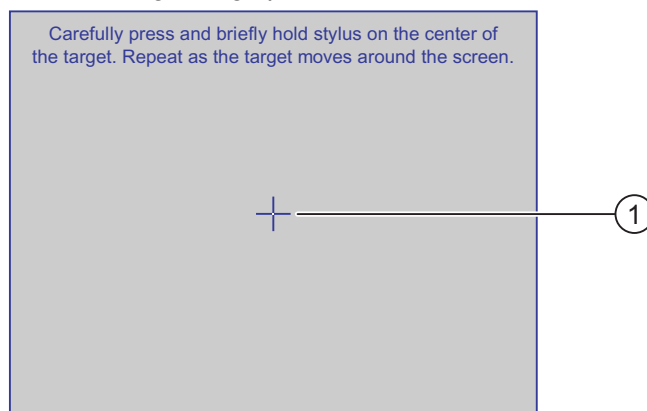 Carefully press and briefly hold stylus on the center of
the target. Repeat as the target moves around the screen.
1